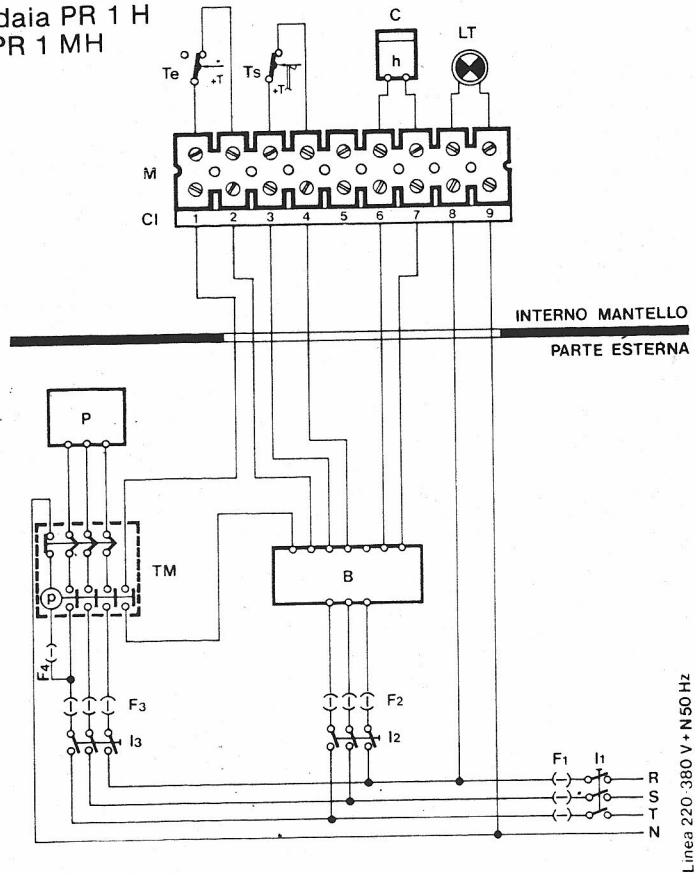 daia PR 1 H
PR 1 MH
C
LT
Te
+T
Ts
+T
h
M
CI 1 2 3 4 5 6 7 8 9
INTERNO MANTELLO
PARTE ESTERNA
P
TM
B
p
F4
F3
F2
I3
I2
F1 I1
R
S
T
N
Linea 220-380 V + N 50 Hz